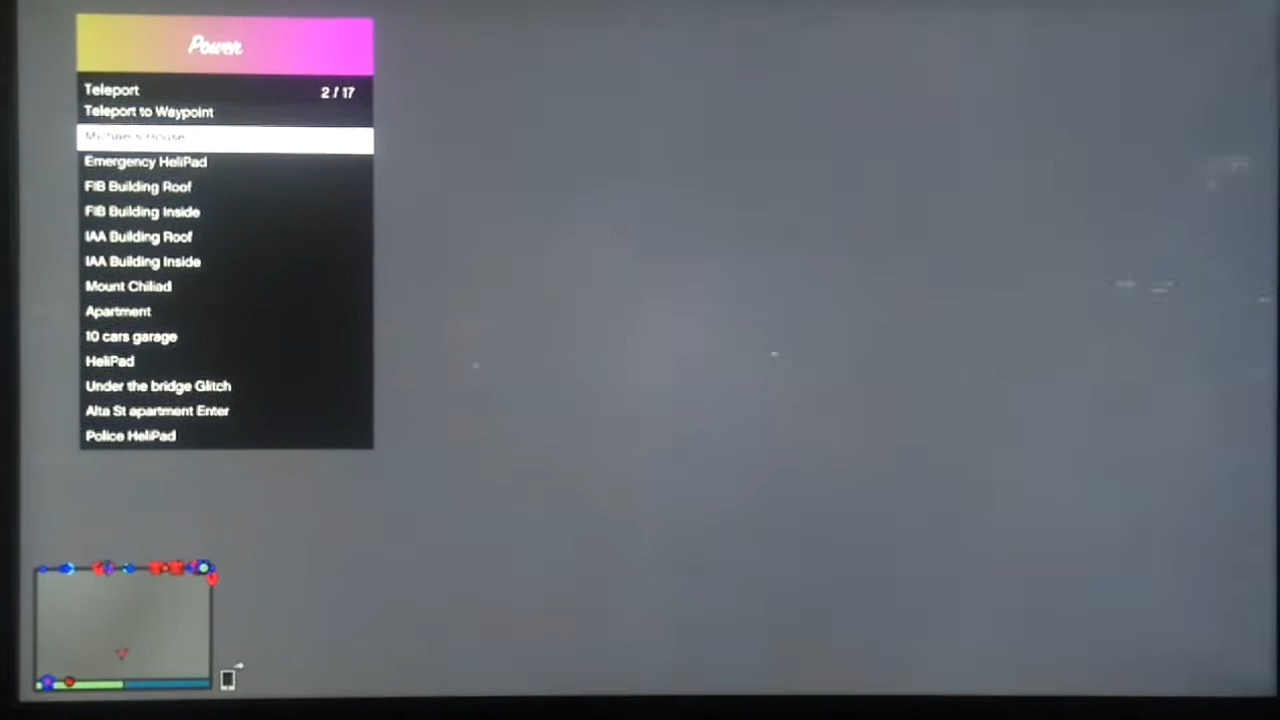 Power
Teleport 2 / 17
Teleport to Waypoint
Michael's House
Emergency HeliPad
FIB Building Roof
FIB Building Inside
IAA Building Roof
IAA Building Inside
Mount Chiliad
Apartment
10 cars garage
HeliPad
Under the bridge Glitch
Alta St apartment Enter
Police HeliPad